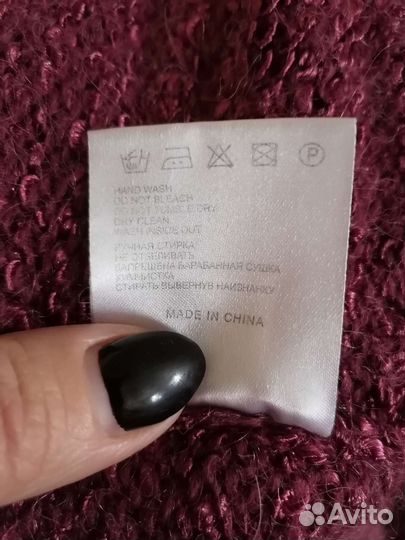 P
HAND WASH
DO NOT BLEACH
DO NOT TUMBLE DRY
DRY CLEAN
WASH INSIDE OUT
РУЧНАЯ СТИРКА
НЕ ОТБЕЛИВАТЬ
ЗАПРЕЩЕНА БАРАБАННАЯ СУШКА
ХИМЧИСТКА
СТИРАТЬ ВЫВЕРНУВ НАИЗНАНКУ
MADE IN CHINA
Avito